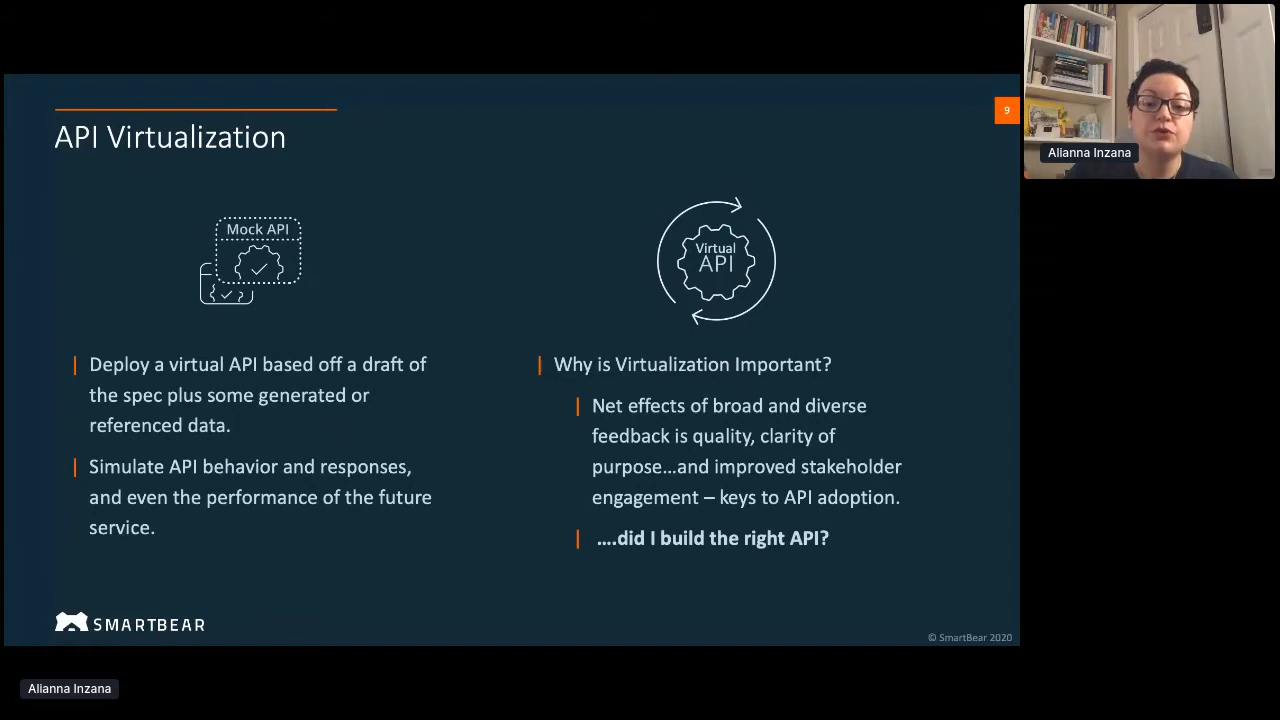 API Virtualization
9
Mock API
Virtual
API
Deploy a virtual API based off a draft of
the spec plus some generated or
referenced data.
Simulate API behavior and responses,
and even the performance of the future
service.
Why is Virtualization Important?
Net effects of broad and diverse
feedback is quality, clarity of
purpose…and improved stakeholder
engagement – keys to API adoption.
….did I build the right API?
SMARTBEAR
© SmartBear 2020
Alianna Inzana
Alianna Inzana